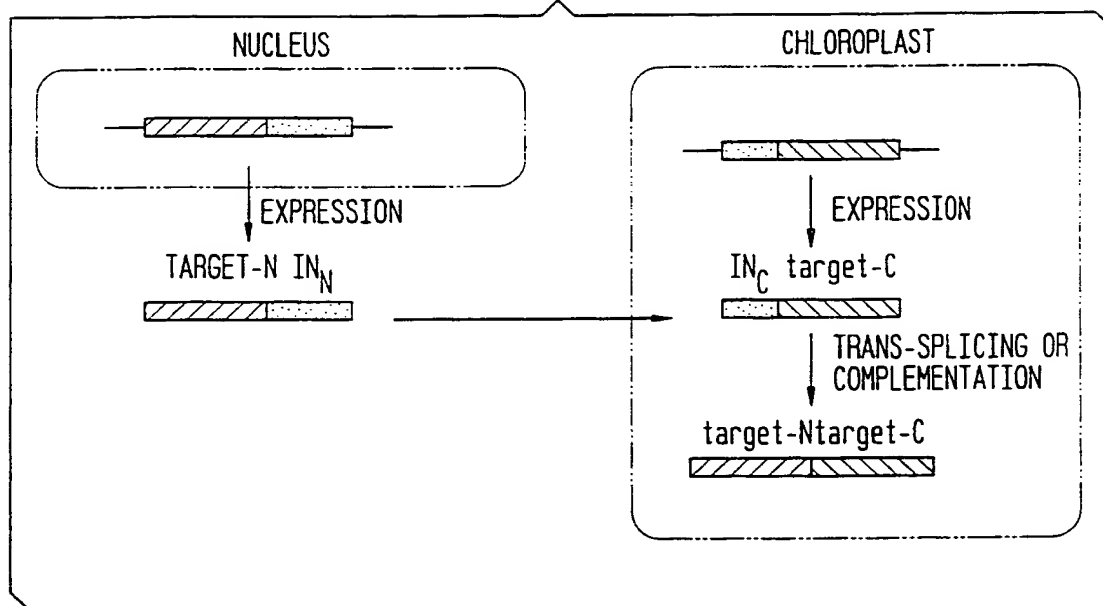 NUCLEUS
EXPRESSION
TARGET-N IN_N
CHLOROPLAST
EXPRESSION
IN_C target-C
TRANS-SPLICING OR
COMPLEMENTATION
target-Ntarget-C